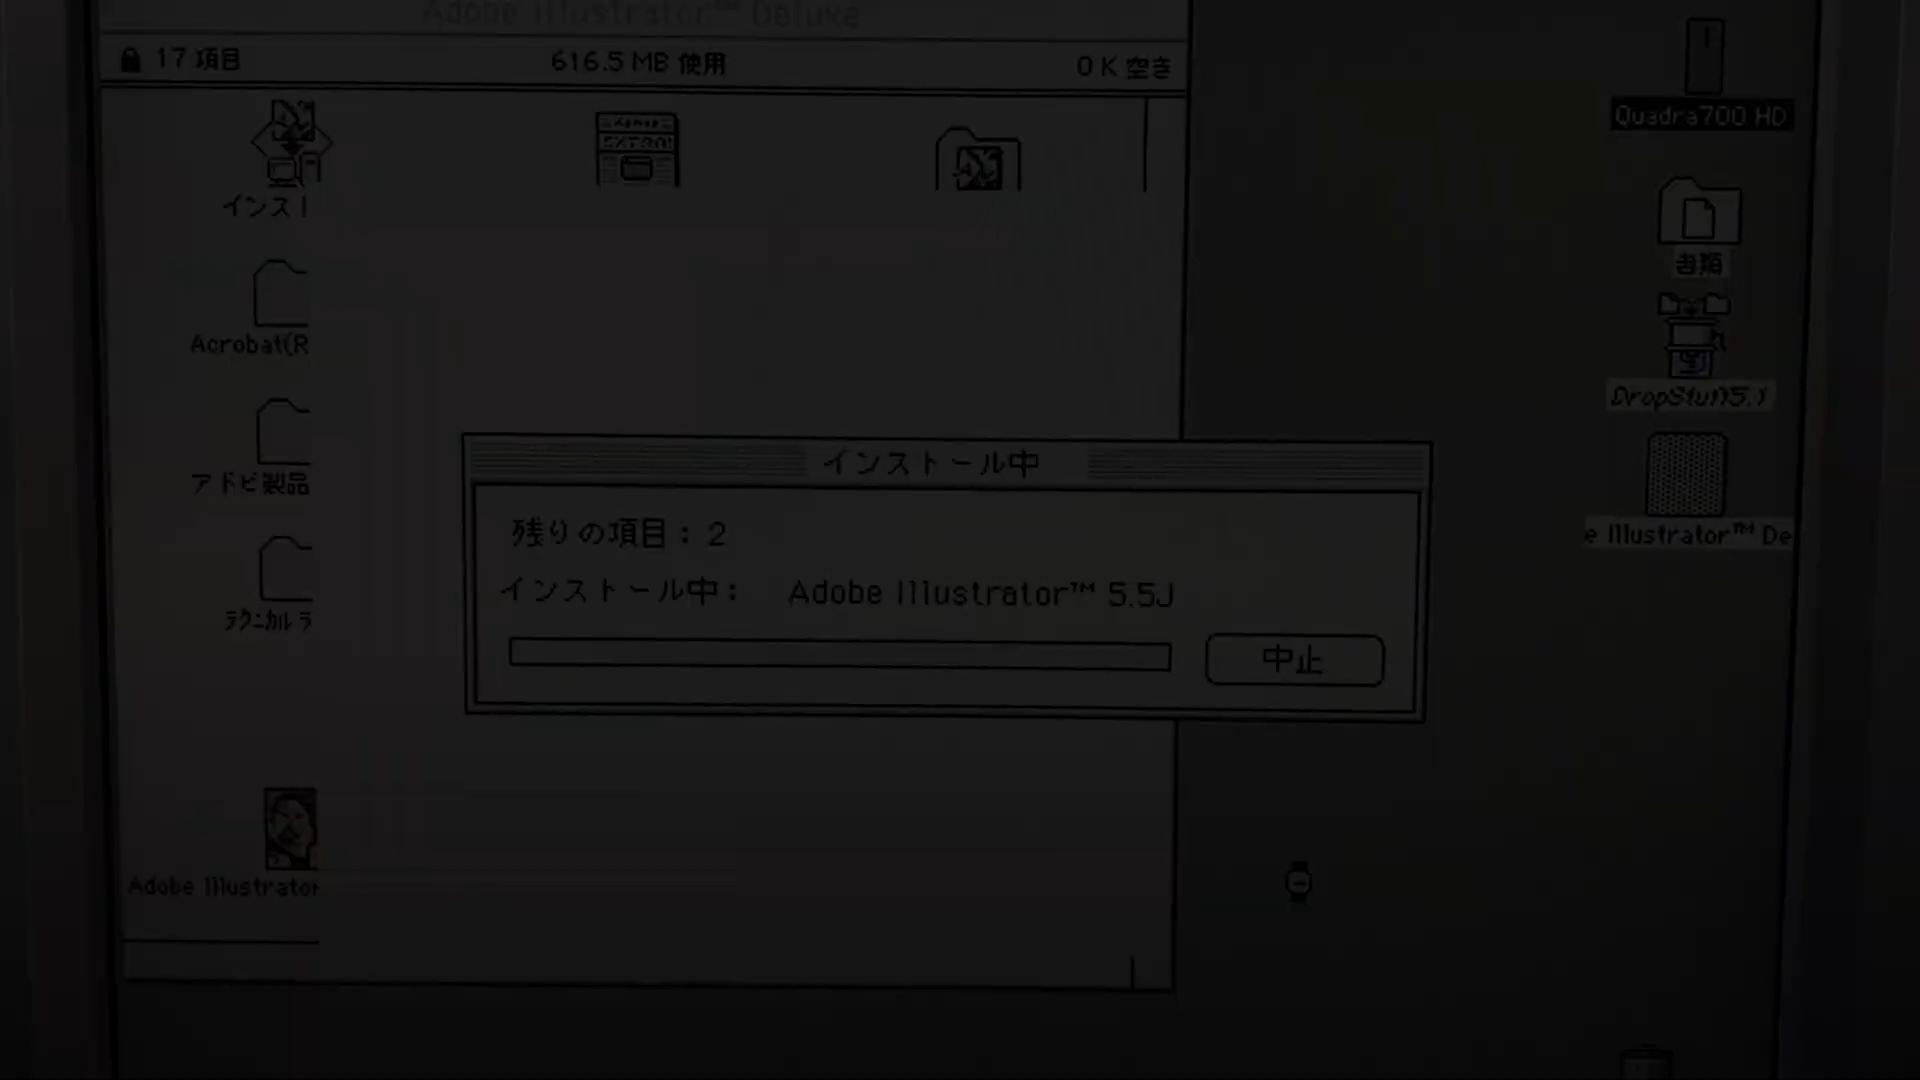 Adobe Illustrator™ Deluxe
17 項目
616.5 MB 使用
0 K 空き
Quadra700 HD
インスト
書類
Acrobat(R
DropStuff5.1
アドビ製品
インストール中
残りの項目：2
e Illustrator™ De
インストール中： Adobe Illustrator™ 5.5J
テクニカル ラ
中止
Adobe Illustrator